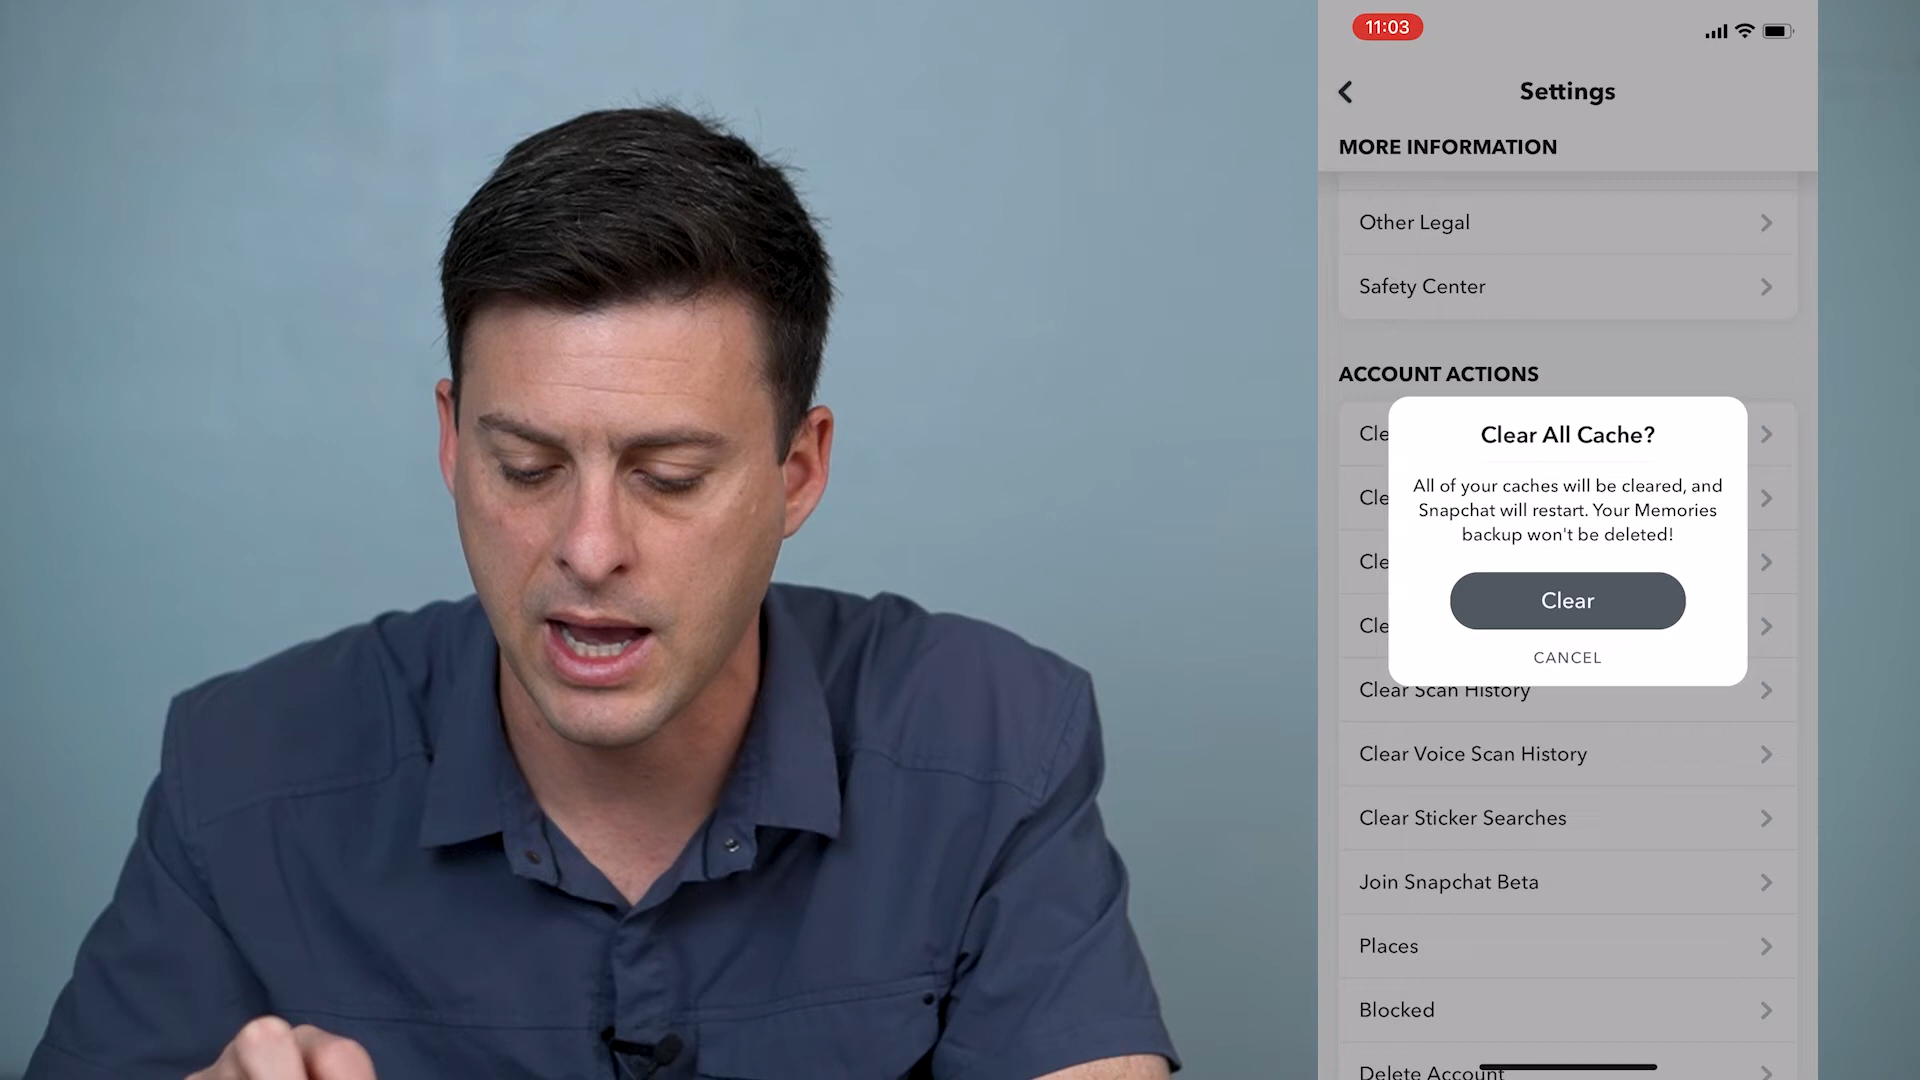 11:03
Settings
MORE INFORMATION
Other Legal
Safety Center
ACCOUNT ACTIONS
Cle
Clear All Cache?
Cle
All of your caches will be cleared, and
Snapchat will restart. Your Memories
backup won't be deleted!
Cle
Clear
Cle
CANCEL
Clear Scan History
Clear Voice Scan History
Clear Sticker Searches
Join Snapchat Beta
Places
Blocked
Delete Account